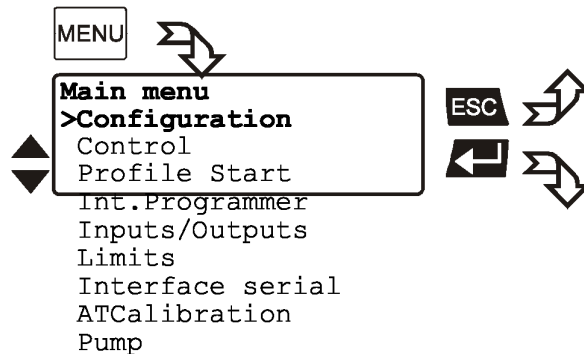 MENU
Main menu
>Configuration
Control
Profile Start
Int.Programmer
Inputs/Outputs
Limits
Interface serial
ATCalibration
Pump
ESC